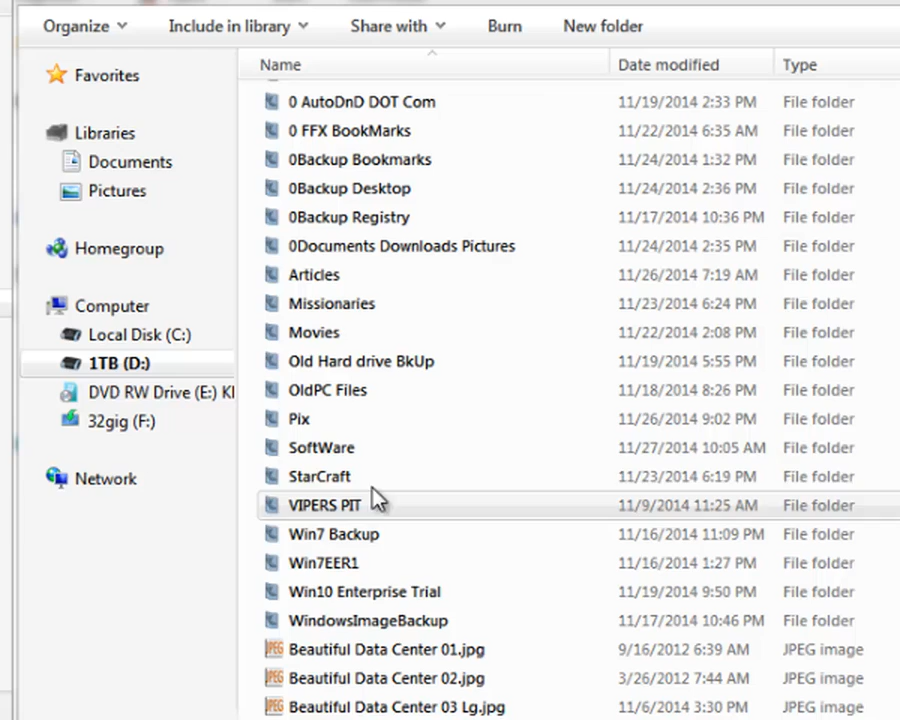 Organize Include in library Share with Burn New folder
Name Date modified Type
Favorites
Libraries
Documents
Pictures
Homegroup
Computer
Local Disk (C:)
1TB (D:)
DVD RW Drive (E:) KI
32gig (F:)
Network
0 AutoDnD DOT Com 11/19/2014 2:33 PM File folder
0 FFX BookMarks 11/22/2014 6:35 AM File folder
0Backup Bookmarks 11/24/2014 1:32 PM File folder
0Backup Desktop 11/24/2014 2:36 PM File folder
0Backup Registry 11/17/2014 10:36 PM File folder
0Documents Downloads Pictures 11/24/2014 2:35 PM File folder
Articles 11/26/2014 7:19 AM File folder
Missionaries 11/23/2014 6:24 PM File folder
Movies 11/22/2014 2:08 PM File folder
Old Hard drive BkUp 11/19/2014 5:55 PM File folder
OldPC Files 11/18/2014 8:26 PM File folder
Pix 11/26/2014 9:02 PM File folder
SoftWare 11/27/2014 10:05 AM File folder
StarCraft 11/23/2014 6:19 PM File folder
VIPERS PIT 11/9/2014 11:25 AM File folder
Win7 Backup 11/16/2014 11:09 PM File folder
Win7EER1 11/16/2014 1:27 PM File folder
Win10 Enterprise Trial 11/19/2014 9:50 PM File folder
WindowsImageBackup 11/17/2014 10:46 PM File folder
JPEG Beautiful Data Center 01.jpg 9/16/2012 6:39 AM JPEG image
JPEG Beautiful Data Center 02.jpg 3/26/2012 7:44 AM JPEG image
JPEG Beautiful Data Center 03 Lg.jpg 11/6/2014 3:30 PM JPEG image